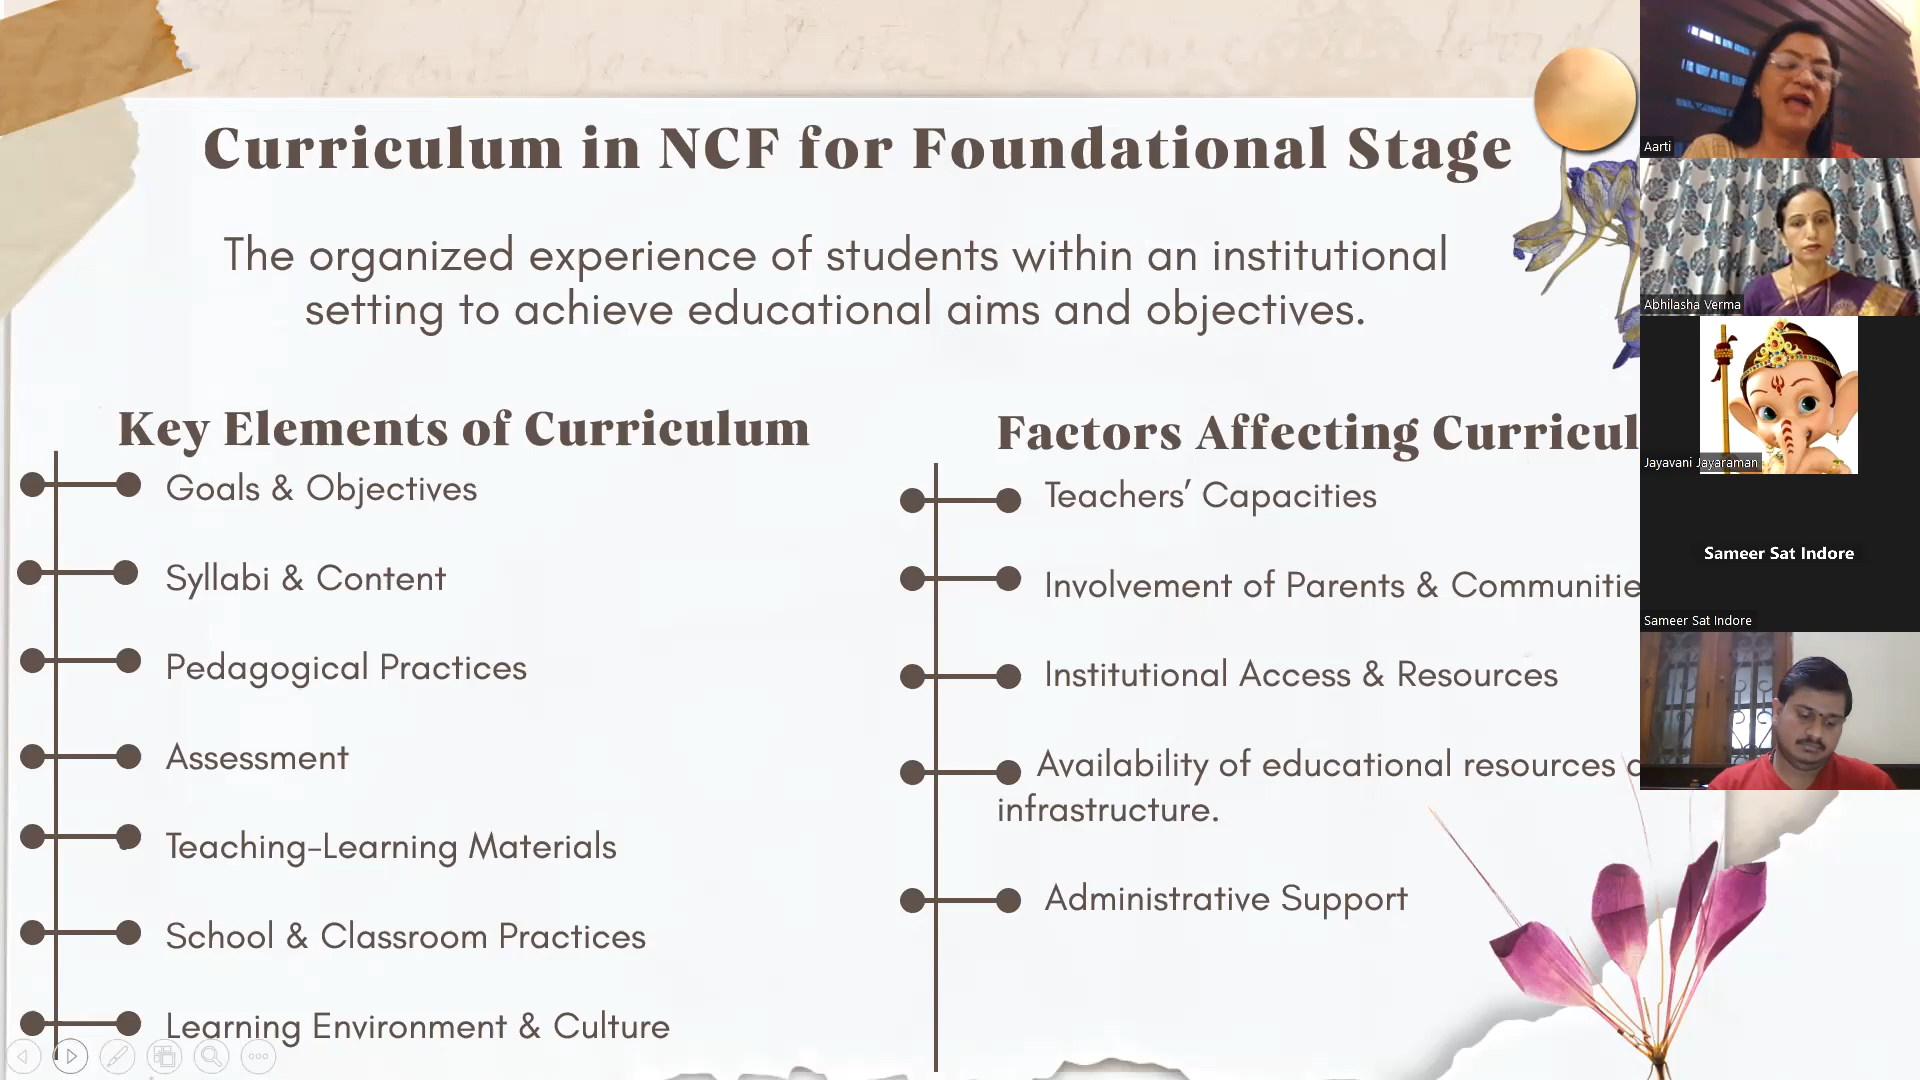 Curriculum in NCF for Foundational Stage
The organized experience of students within an institutional
setting to achieve educational aims and objectives.
Key Elements of Curriculum
Goals & Objectives
Syllabi & Content
Pedagogical Practices
Assessment
Teaching-Learning Materials
School & Classroom Practices
Learning Environment & Culture
Factors Affecting Curricul
Teachers’ Capacities
Involvement of Parents & Communitie
Institutional Access & Resources
Availability of educational resources
infrastructure.
Administrative Support
Aarti
Abhilasha Verma
Jayavani Jayaraman
Sameer Sat Indore
Sameer Sat Indore